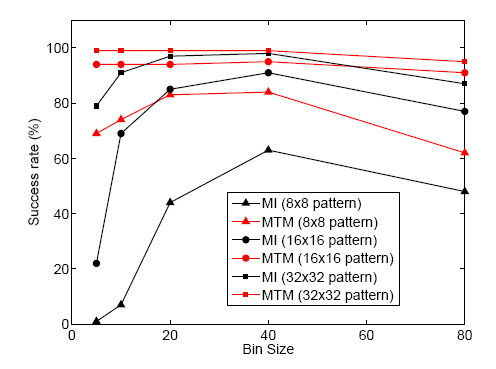 100
80
60
40
20
0
Success rate (%)
MI (8x8 pattern)
MTM (8x8 pattern)
MI (16x16 pattern)
MTM (16x16 pattern)
MI (32x32 pattern)
MTM (32x32 pattern)
0 20 40 60 80
Bin Size